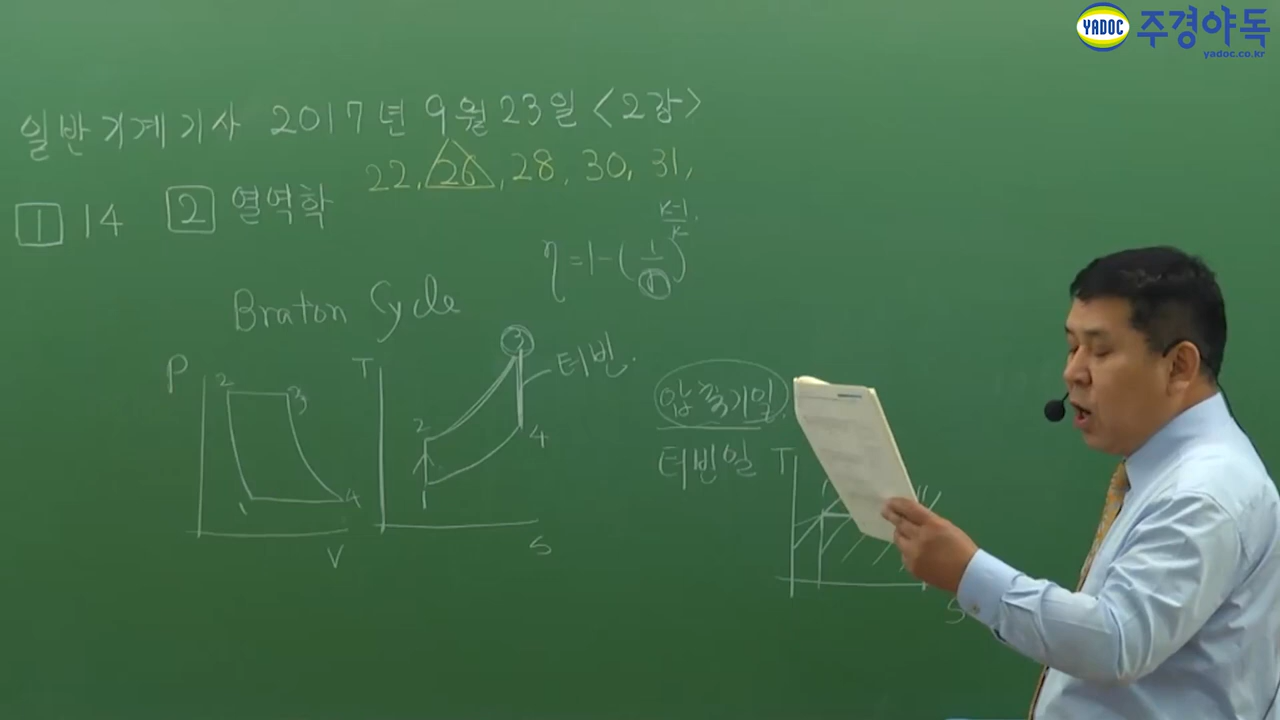 YADOC 주경야독
yadoc.co.kr
일반기계기사 2017년 9월 23일 <2강>
22, 26, 28, 30, 31,
1 14 2 열역학
η = 1 - (1/r)^(k-1/k)
Braton Cycle
P 2 3 1 4 V
T 2 3 1 4 S
터빈
압축기일
터빈일
T S